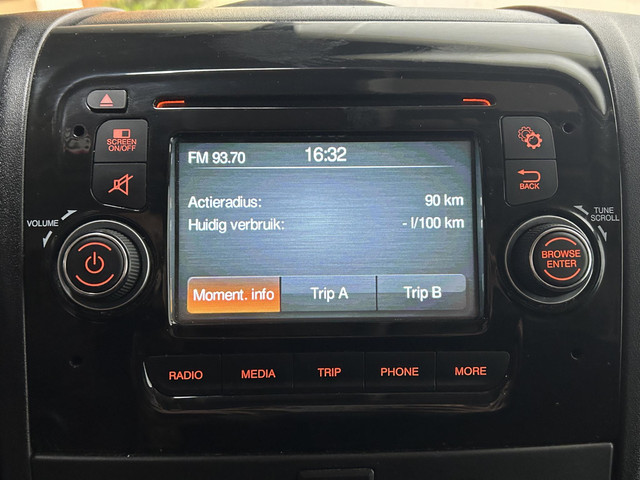 SCREEN
ON/OFF
FM 93.70
16:32
BACK
Actieradius:
90 km
Huidig verbruik:
- l/100 km
VOLUME
TUNE
SCROLL
BROWSE
ENTER
Moment. info
Trip A
Trip B
RADIO
MEDIA
TRIP
PHONE
MORE